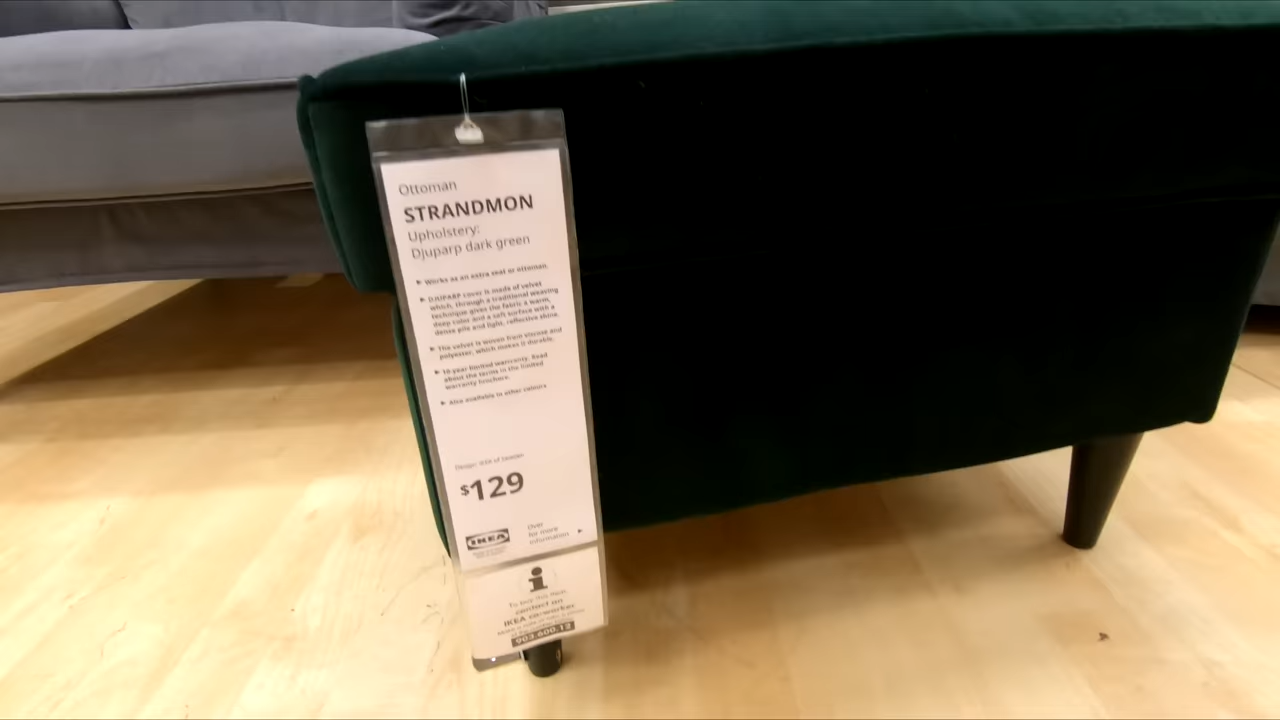 Ottoman
STRANDMON
Upholstery:
Djuparp dark green
Works as an extra seat or ottoman.
DJUPARP cover is made of velvet
which, through a traditional weaving
technique gives the fabric a warm,
deep color and a soft surface with a
dense pile and light, reflective shine.
The velvet is woven from viscose and
polyester, which makes it durable.
10-year limited warranty. Read
about the terms in the limited
warranty brochure.
Also available in other colours
Design: IKEA of Sweden
$129
IKEA
Over
for more
information
i
To buy this item,
contact an
IKEA co-worker
903.600.12